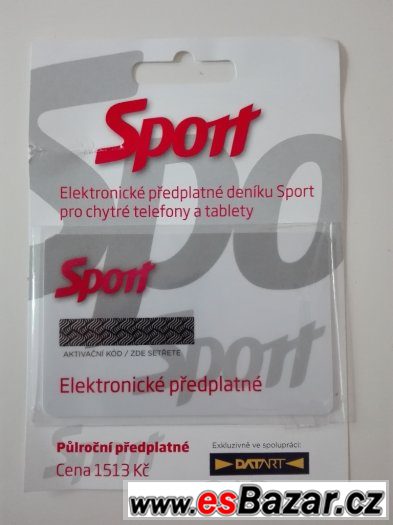 Sport
Elektronické předplatné deníku Sport
pro chytré telefony a tablety
Sport
AKTIVAČNÍ KÓD / ZDE SETŘETE
Sport
Elektronické předplatné
Půlroční předplatné
Cena 1513 Kč
Exkluzivně ve spolupráci:
DATART
www.esBazar.cz